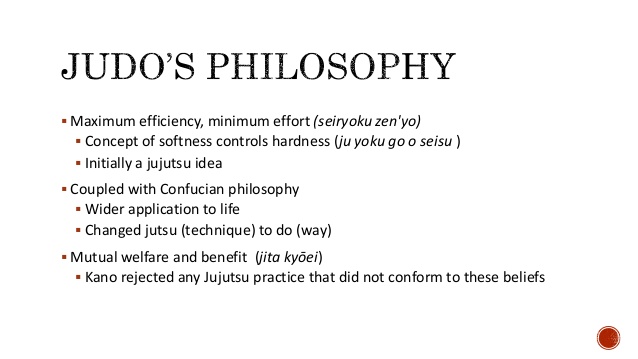 JUDO'S PHILOSOPHY
▪ Maximum efficiency, minimum effort (seiryoku zen'yo)
▪ Concept of softness controls hardness (ju yoku go o seisu )
▪ Initially a jujutsu idea
▪ Coupled with Confucian philosophy
▪ Wider application to life
▪ Changed jutsu (technique) to do (way)
▪ Mutual welfare and benefit (jita kyōei)
▪ Kano rejected any Jujutsu practice that did not conform to these beliefs